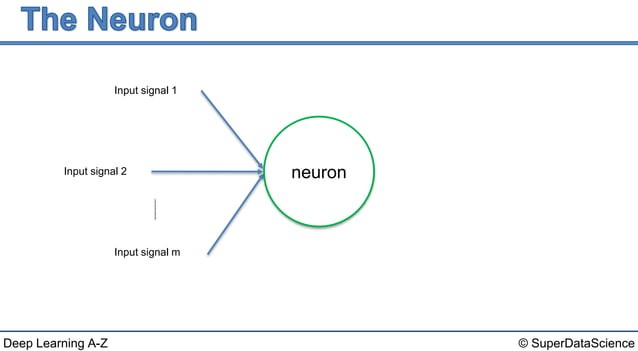 The Neuron
Input signal 1
Input signal 2
neuron
Input signal m
Deep Learning A-Z
© SuperDataScience